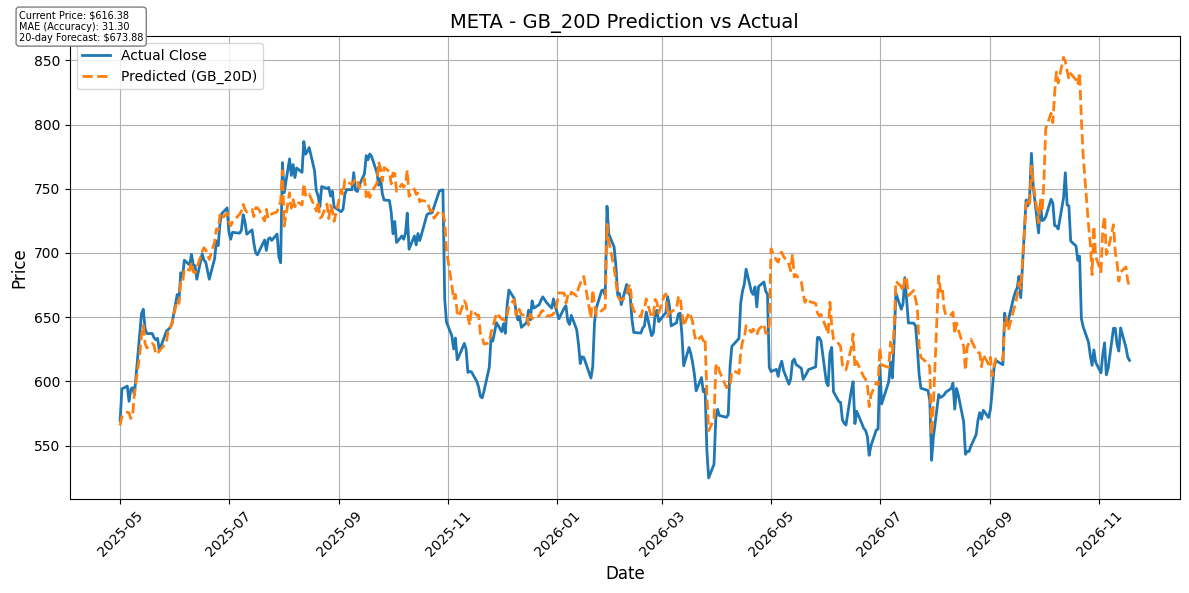 META - GB_20D Prediction vs Actual
Current Price: $616.38
MAE (Accuracy): 31.30
20-day Forecast: $673.88
Actual Close
Predicted (GB_20D)
Price
850
800
750
700
650
600
550
2025-05
2025-07
2025-09
2025-11
2026-01
2026-03
2026-05
2026-07
2026-09
2026-11
Date